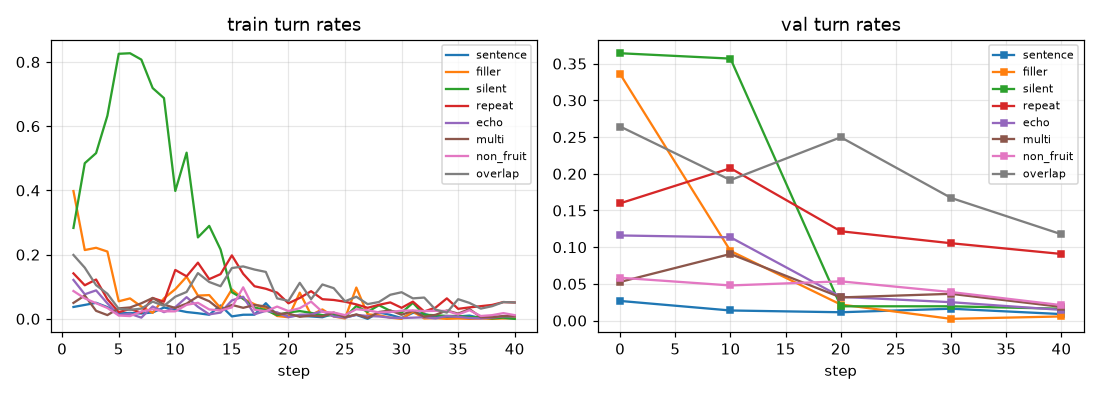 train turn rates
0.8
0.6
0.4
0.2
0.0
0 5 10 15 20 25 30 35 40
step
sentence
filler
silent
repeat
echo
multi
non_fruit
overlap
val turn rates
0.35
0.30
0.25
0.20
0.15
0.10
0.05
0.00
0 5 10 15 20 25 30 35 40
step
sentence
filler
silent
repeat
echo
multi
non_fruit
overlap